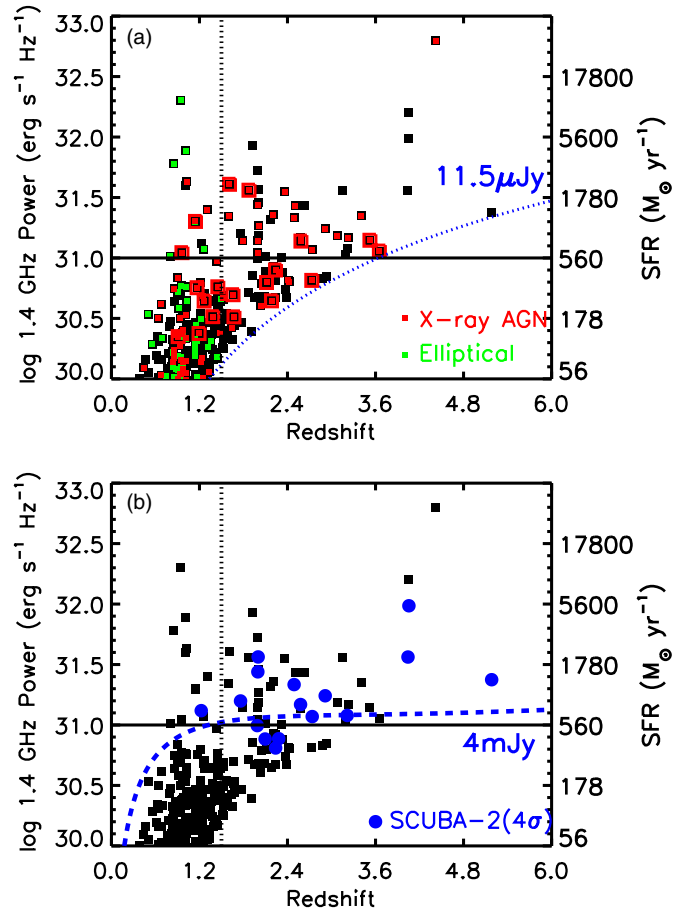 (a)
log 1.4 GHz Power (erg s⁻¹ Hz⁻¹)
33.0
32.5
32.0
31.5
31.0
30.5
30.0
17800
5600
1780
560
178
56
SFR (M⊙ yr⁻¹)
11.5μJy
X-ray AGN
Elliptical
0.0 1.2 2.4 3.6 4.8 6.0
Redshift
(b)
log 1.4 GHz Power (erg s⁻¹ Hz⁻¹)
33.0
32.5
32.0
31.5
31.0
30.5
30.0
17800
5600
1780
560
178
56
SFR (M⊙ yr⁻¹)
4mJy
SCUBA-2(4σ)
0.0 1.2 2.4 3.6 4.8 6.0
Redshift